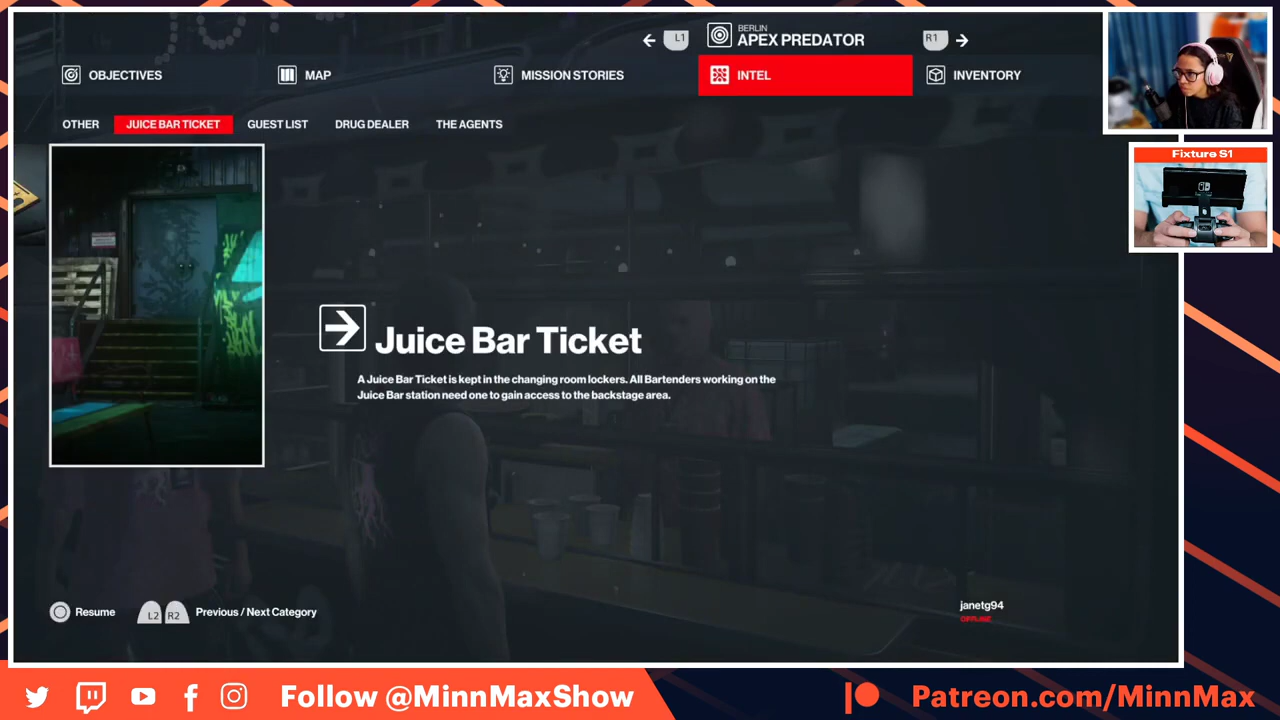 L1
BERLIN
APEX PREDATOR
R1
OBJECTIVES
MAP
MISSION STORIES
INTEL
INVENTORY
OTHER
JUICE BAR TICKET
GUEST LIST
DRUG DEALER
THE AGENTS
Fixture S1
Juice Bar Ticket
A Juice Bar Ticket is kept in the changing room lockers. All Bartenders working on the
Juice Bar station need one to gain access to the backstage area.
Resume
L2 R2
Previous / Next Category
janetg94
OFFLINE
Follow @MinnMaxShow
Patreon.com/MinnMax